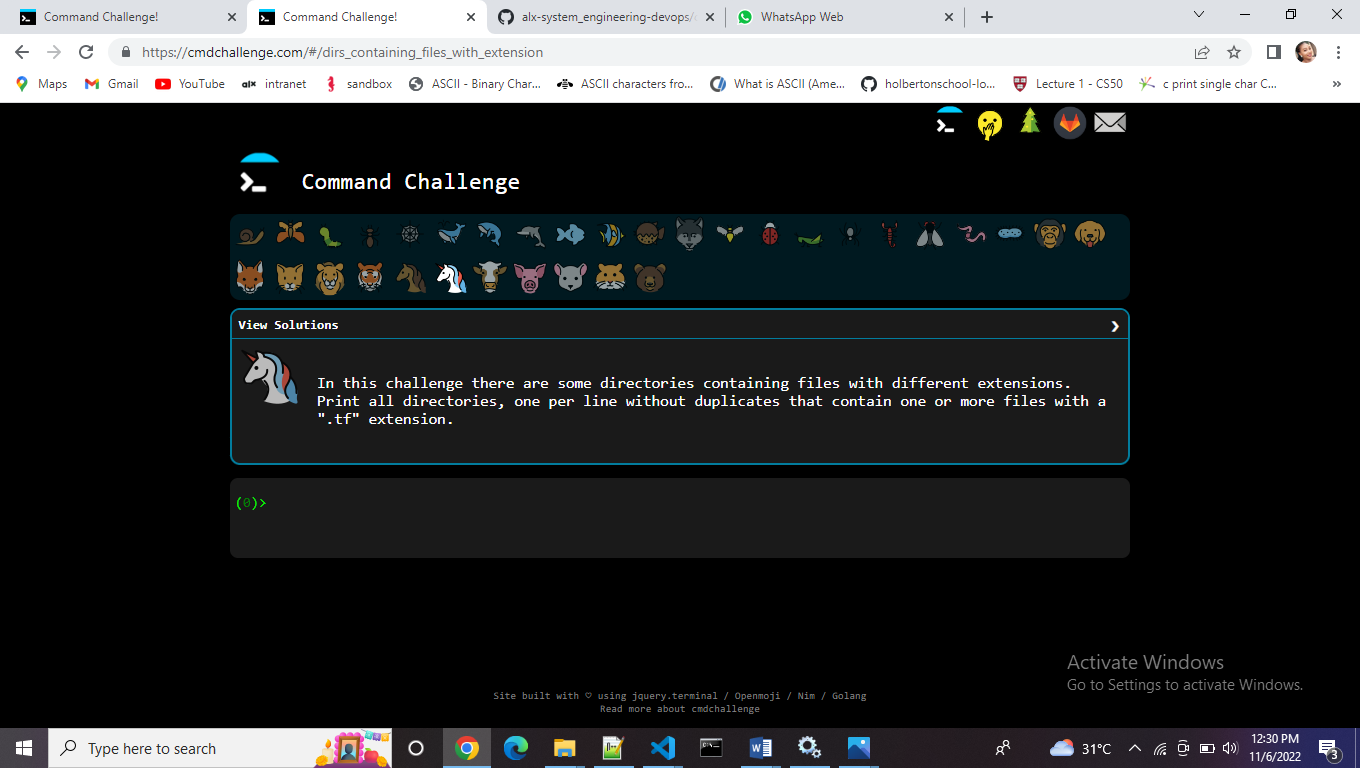 Command Challenge!
Command Challenge!
alx-system_engineering-devops/
WhatsApp Web
https://cmdchallenge.com/#/dirs_containing_files_with_extension
Maps
Gmail
YouTube
alx intranet
sandbox
ASCII - Binary Char...
ASCII characters fro...
What is ASCII (Ame...
holbertonschool-lo...
Lecture 1 - CS50
c print single char C...
»
Command Challenge
View Solutions
In this challenge there are some directories containing files with different extensions.
Print all directories, one per line without duplicates that contain one or more files with a
".tf" extension.
(0)>
Activate Windows
Go to Settings to activate Windows.
Site built with ♡ using jquery.terminal / Openmoji / Nim / Golang
Read more about cmdchallenge
Type here to search
31°C
12:30 PM
11/6/2022
3